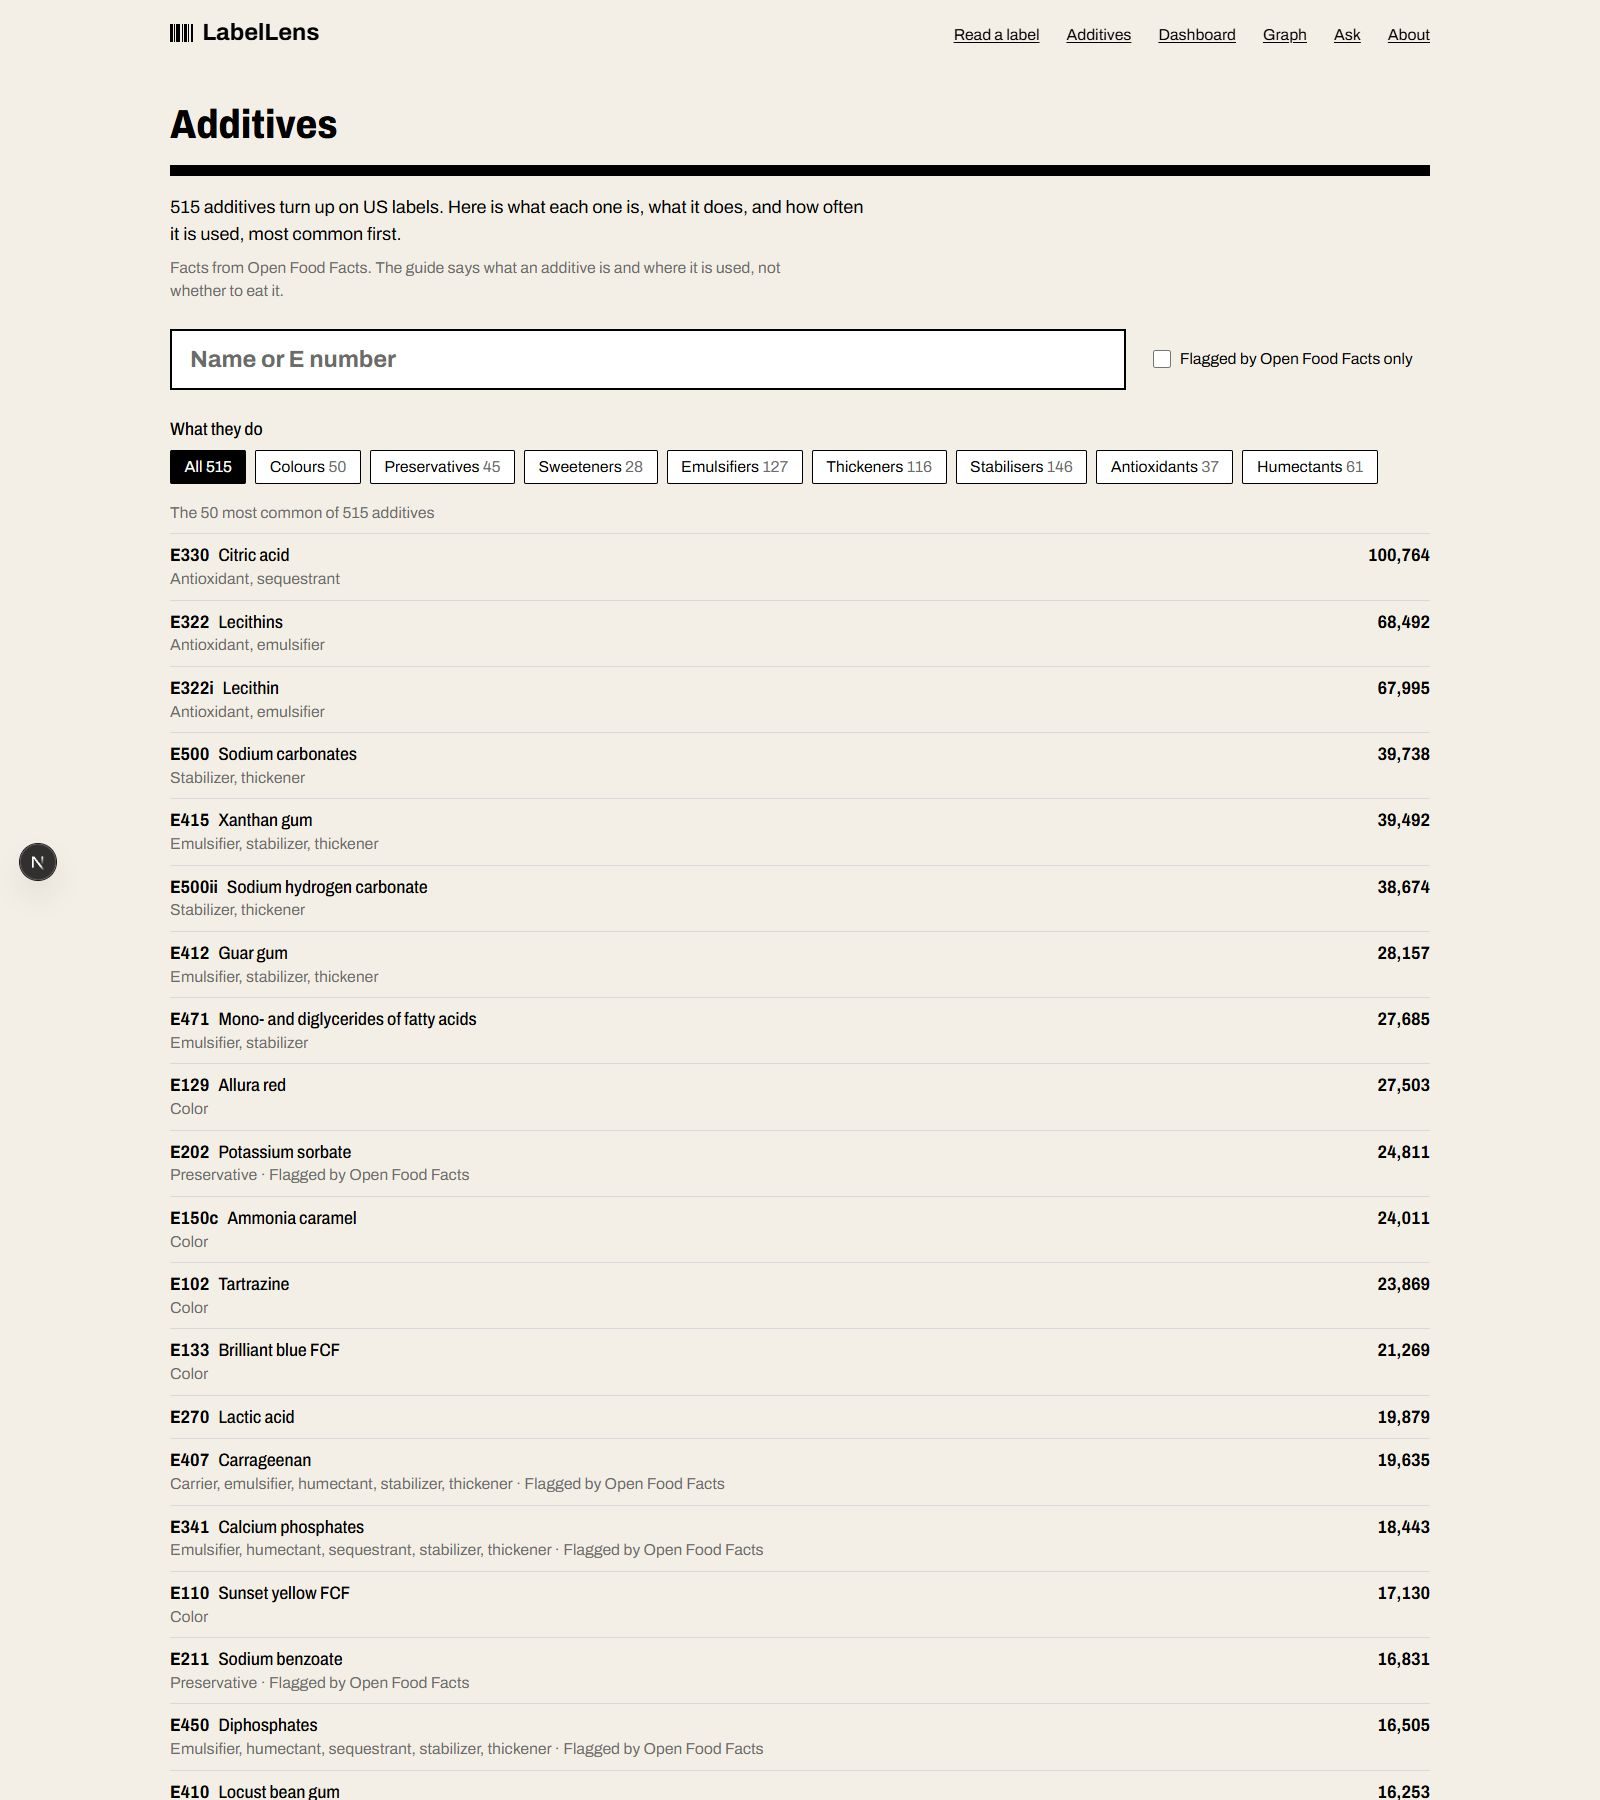 LabelLens
Read a label Additives Dashboard Graph Ask About
Additives
515 additives turn up on US labels. Here is what each one is, what it does, and how often
it is used, most common first.
Facts from Open Food Facts. The guide says what an additive is and where it is used, not
whether to eat it.
Name or E number
Flagged by Open Food Facts only
What they do
All 515 Colours 50 Preservatives 45 Sweeteners 28 Emulsifiers 127 Thickeners 116 Stabilisers 146 Antioxidants 37 Humectants 61
The 50 most common of 515 additives
E330 Citric acid 100,764
Antioxidant, sequestrant
E322 Lecithins 68,492
Antioxidant, emulsifier
E322i Lecithin 67,995
Antioxidant, emulsifier
E500 Sodium carbonates 39,738
Stabilizer, thickener
E415 Xanthan gum 39,492
Emulsifier, stabilizer, thickener
N
E500ii Sodium hydrogen carbonate 38,674
Stabilizer, thickener
E412 Guar gum 28,157
Emulsifier, stabilizer, thickener
E471 Mono- and diglycerides of fatty acids 27,685
Emulsifier, stabilizer
E129 Allura red 27,503
Color
E202 Potassium sorbate 24,811
Preservative · Flagged by Open Food Facts
E150c Ammonia caramel 24,011
Color
E102 Tartrazine 23,869
Color
E133 Brilliant blue FCF 21,269
Color
E270 Lactic acid 19,879
E407 Carrageenan 19,635
Carrier, emulsifier, humectant, stabilizer, thickener · Flagged by Open Food Facts
E341 Calcium phosphates 18,443
Emulsifier, humectant, sequestrant, stabilizer, thickener · Flagged by Open Food Facts
E110 Sunset yellow FCF 17,130
Color
E211 Sodium benzoate 16,831
Preservative · Flagged by Open Food Facts
E450 Diphosphates 16,505
Emulsifier, humectant, sequestrant, stabilizer, thickener · Flagged by Open Food Facts
E410 Locust bean gum 16,253